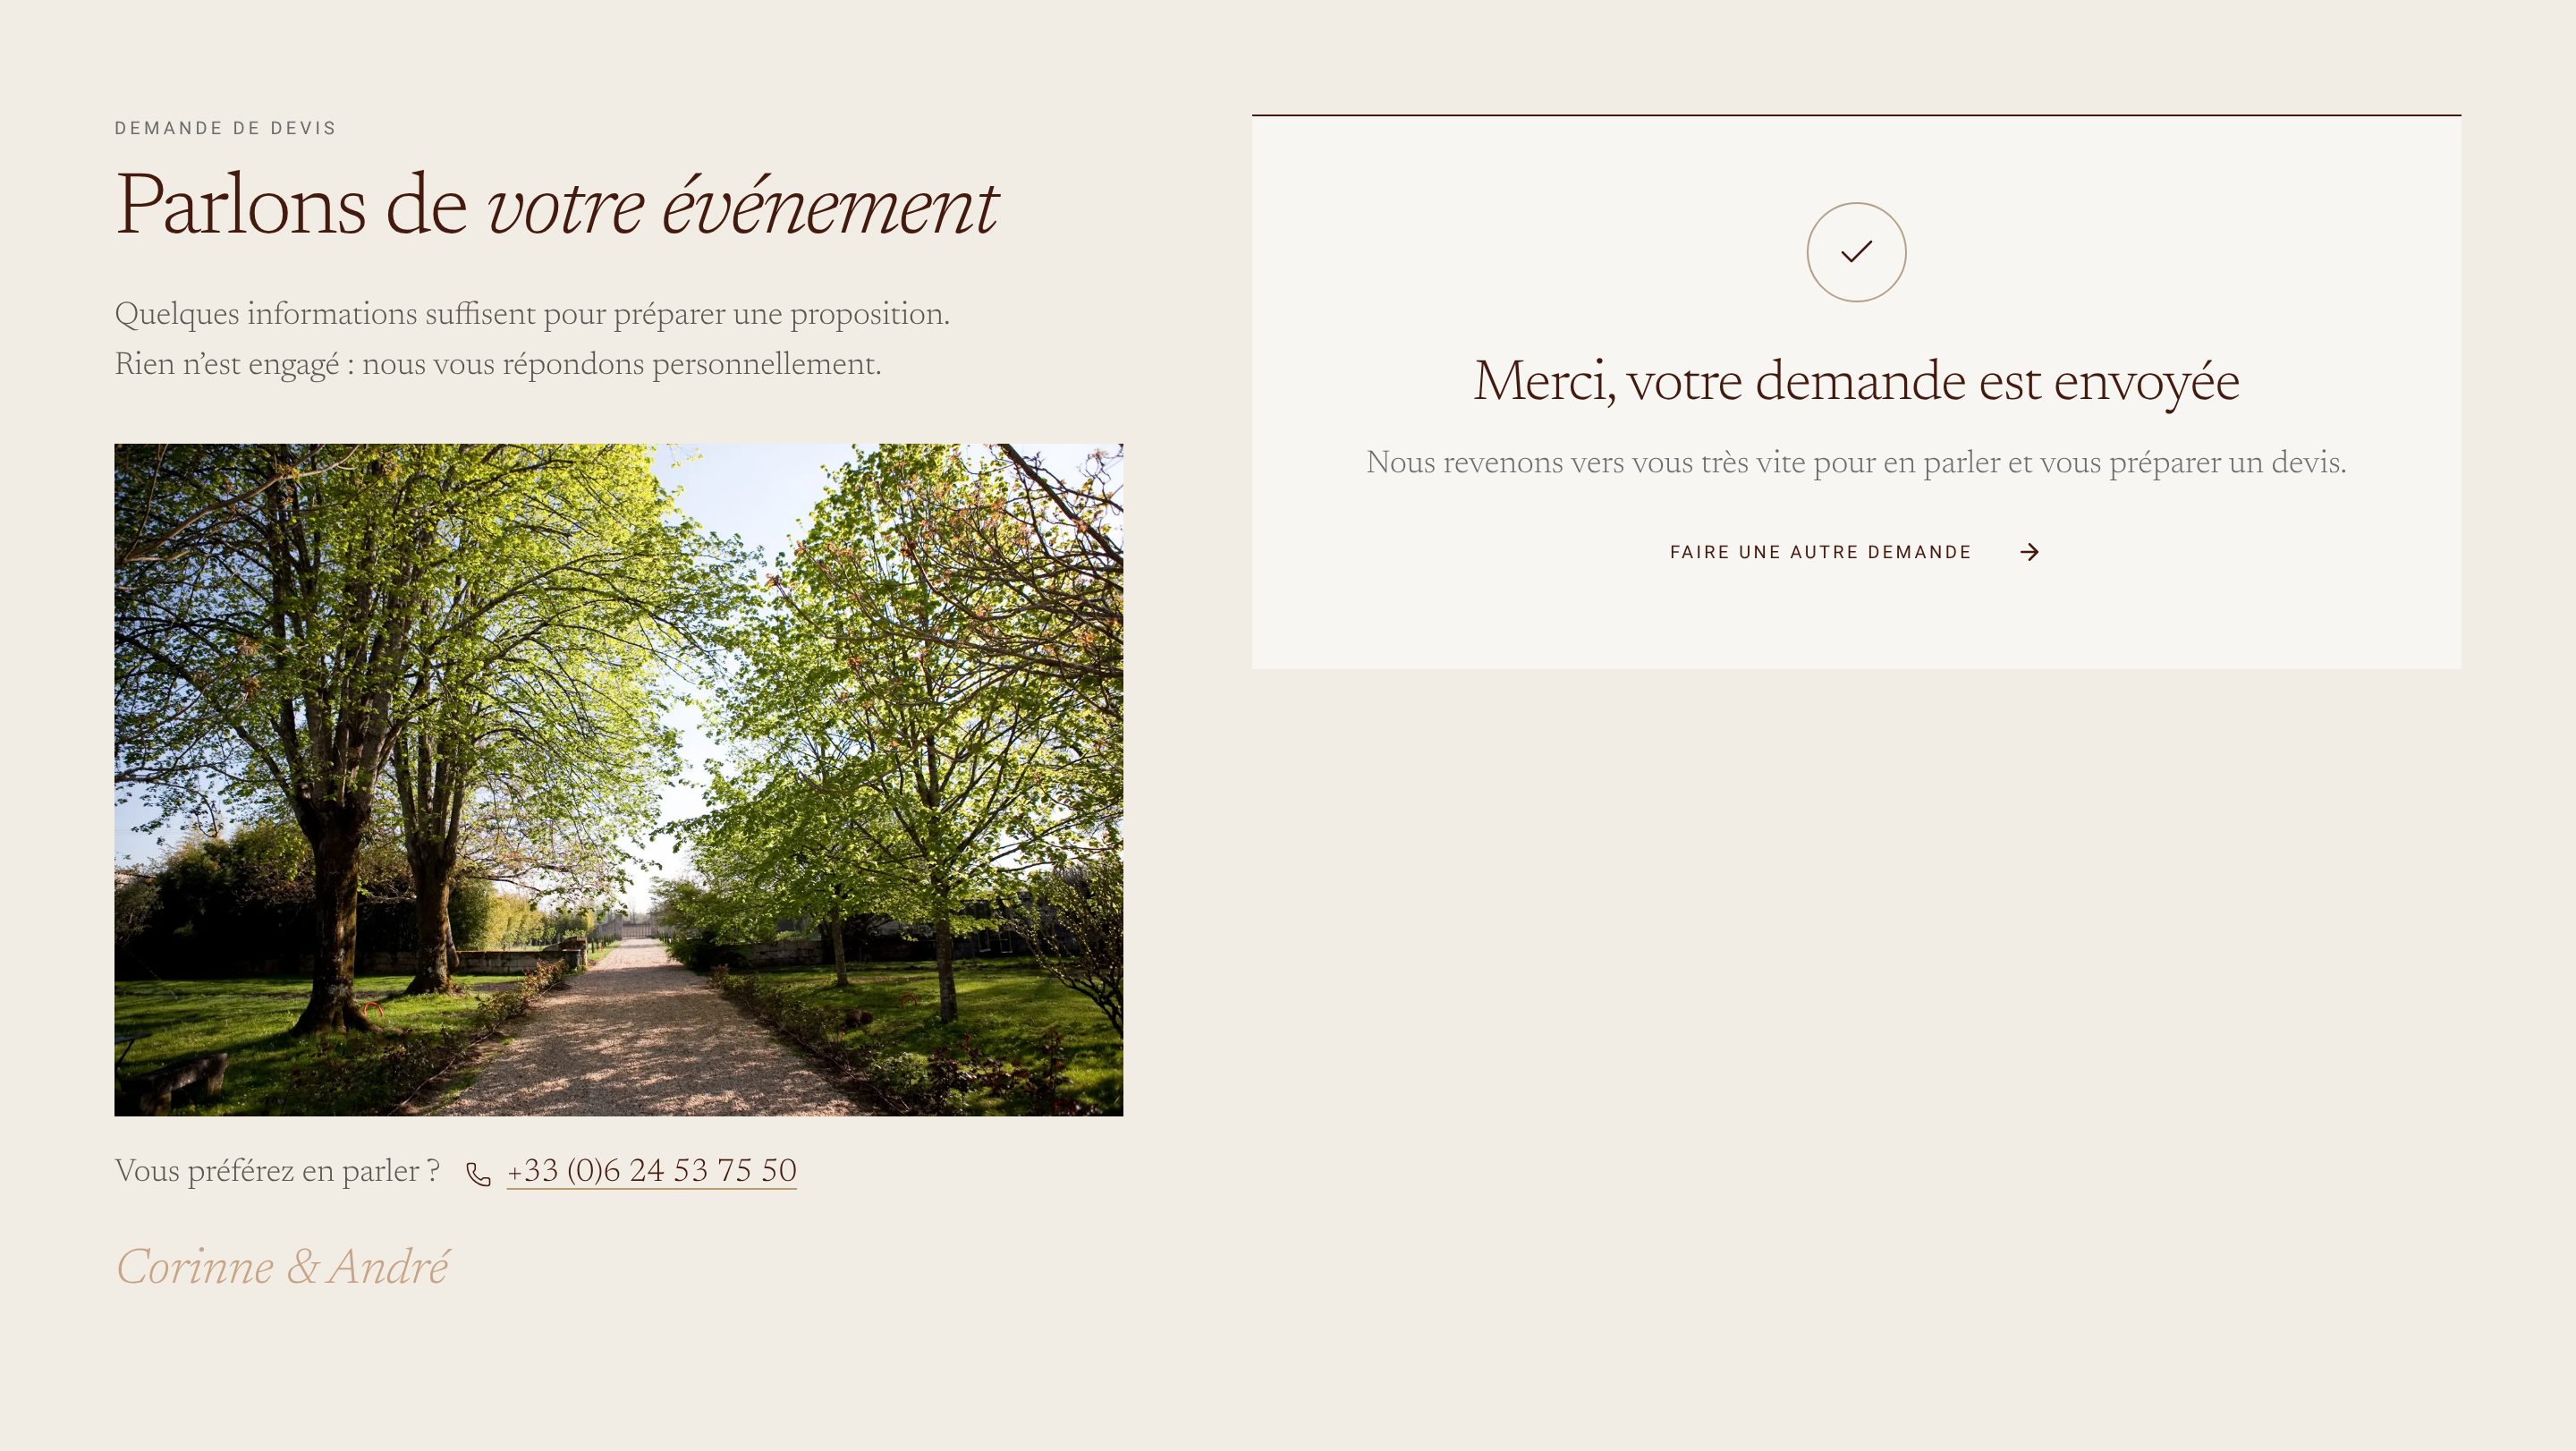 DEMANDE DE DEVIS
Parlons de votre événement
Quelques informations suffisent pour préparer une proposition.
Rien n’est engagé : nous vous répondons personnellement.
Vous préférez en parler ? +33 (0)6 24 53 75 50
Corinne & André
Merci, votre demande est envoyée
Nous revenons vers vous très vite pour en parler et vous préparer un devis.
FAIRE UNE AUTRE DEMANDE